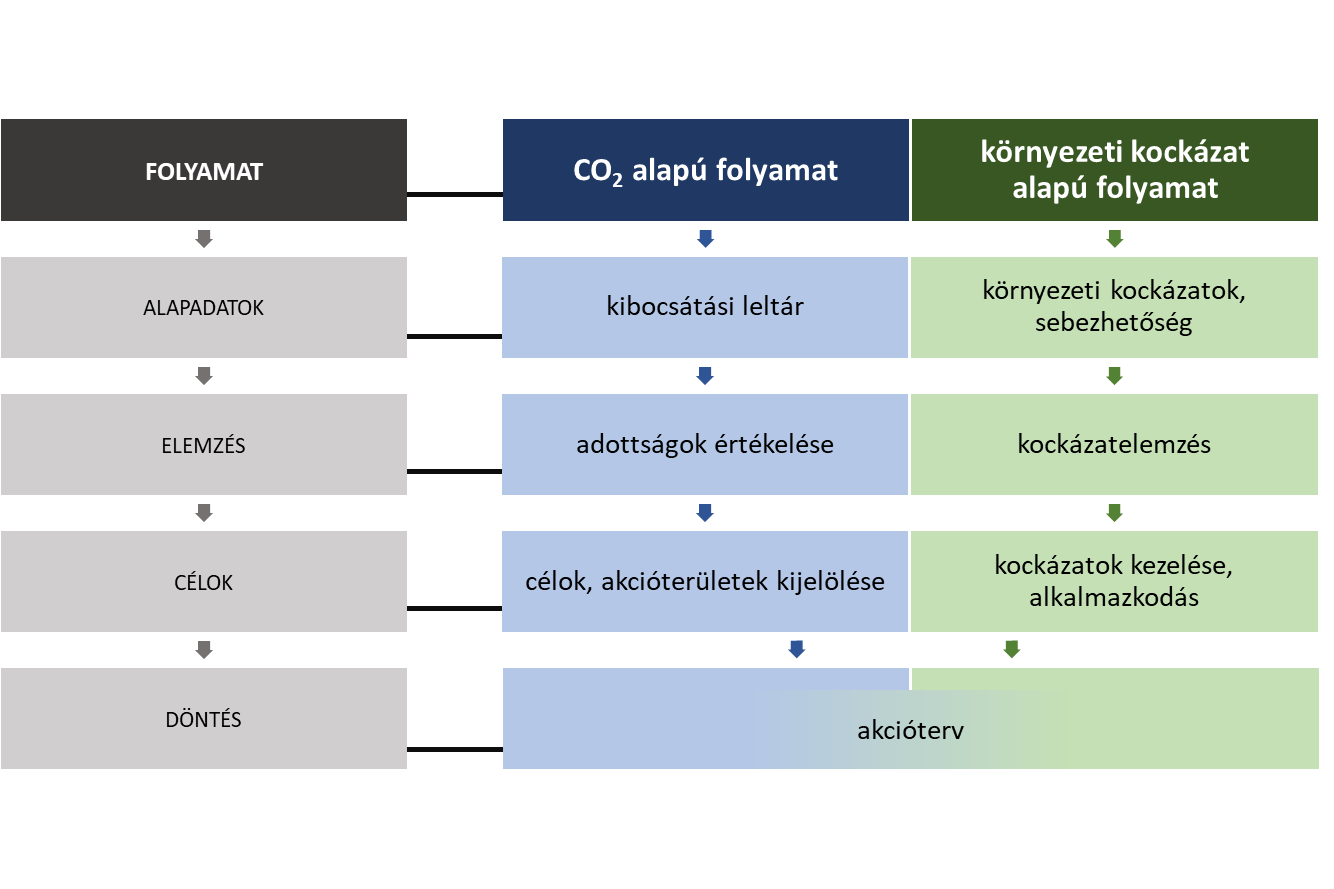 FOLYAMAT
CO₂ alapú folyamat
környezeti kockázat
alapú folyamat
ALAPADATOK
kibocsátási leltár
környezeti kockázatok,
sebezhetőség
ELEMZÉS
adottságok értékelése
kockázatelemzés
CÉLOK
célok, akcióterületek kijelölése
kockázatok kezelése,
alkalmazkodás
DÖNTÉS
akcióterv